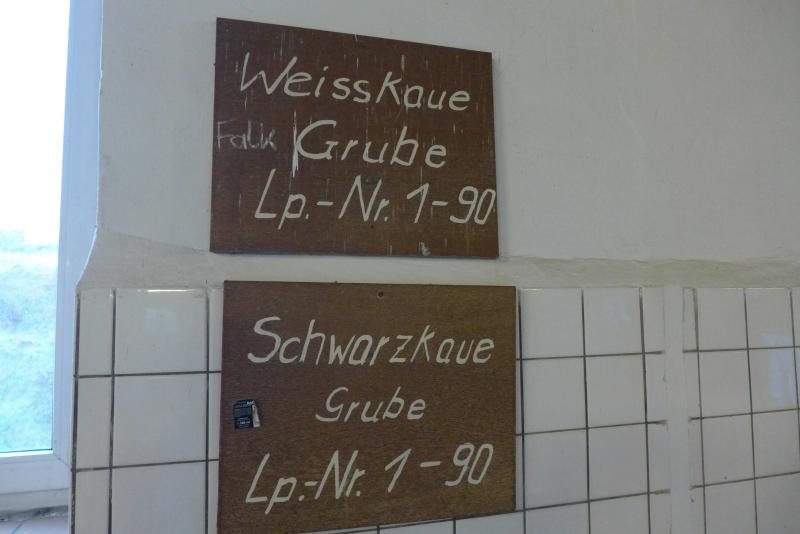 Weisskaue
Falk Grube
Lp.-Nr. 1-90
Schwarzkaue
Grube
Lp.-Nr. 1-90